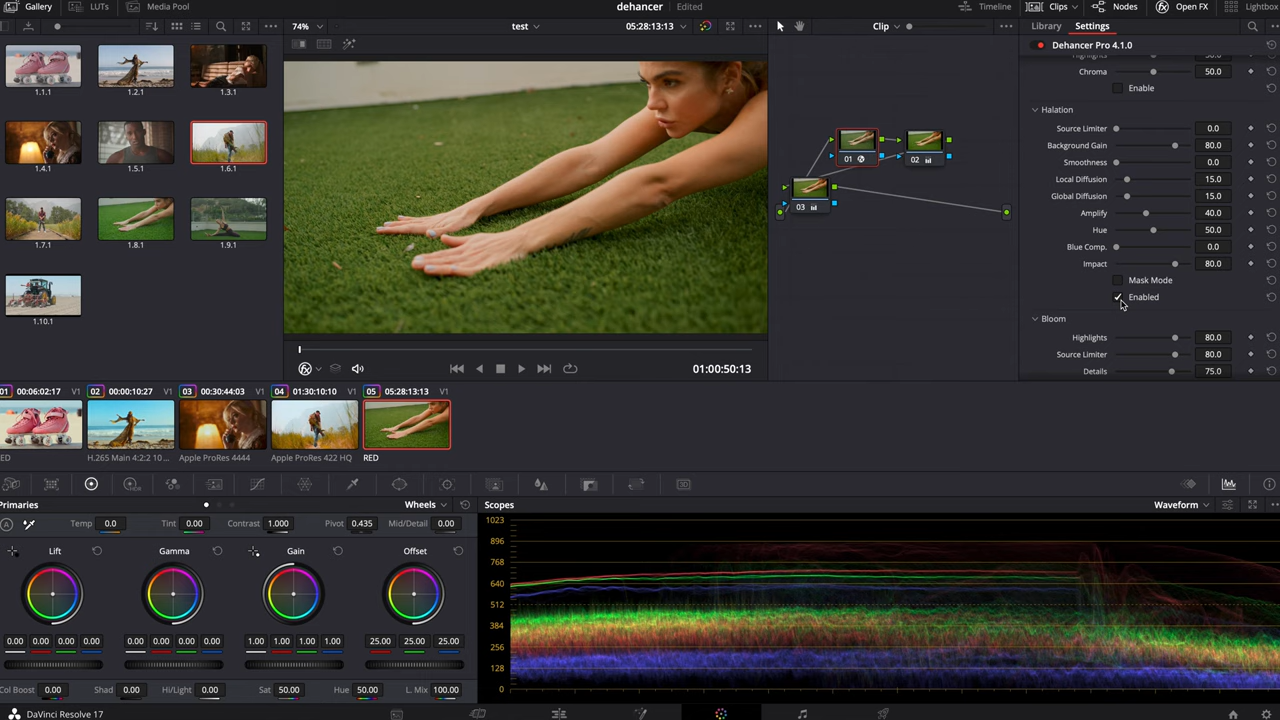 Gallery LUTs Media Pool dehancer Edited Timeline Clips Nodes Open FX Lightbox
74% test 05:28:13:13 Clip Library Settings
Dehancer Pro 4.1.0
Chroma 50.0
Enable
Halation
Source Limiter 0.0
Background Gain 80.0
Smoothness 0.0
Local Diffusion 15.0
Global Diffusion 15.0
Amplify 40.0
Hue 50.0
Blue Comp. 0.0
Impact 80.0
Mask Mode
Enabled
Bloom
Highlights 80.0
Source Limiter 80.0
Details 75.0
1.1.1 1.2.1 1.3.1
1.4.1 1.5.1 1.6.1
1.7.1 1.8.1 1.9.1
1.10.1
01 02
03
01:00:50:13
01 00:06:02:17 V1 02 00:00:10:27 V1 03 00:30:44:03 V1 04 01:30:10:10 V1 05 05:28:13:13 V1
ED H.265 Main 4:2:2 10... Apple ProRes 4444 Apple ProRes 422 HQ RED
3D
Primaries Wheels Scopes Waveform
A Temp 0.0 Tint 0.00 Contrast 1.000 Pivot 0.435 Mid/Detail 0.00
Lift Gamma Gain Offset
0.00 0.00 0.00 0.00 0.00 0.00 0.00 0.00 1.00 1.00 1.00 1.00 25.00 25.00 25.00
Col Boost 0.00 Shad 0.00 Hi/Light 0.00 Sat 50.00 Hue 50.00 L. Mix 100.00
1023
896
768
640
512
384
256
128
0
DaVinci Resolve 17